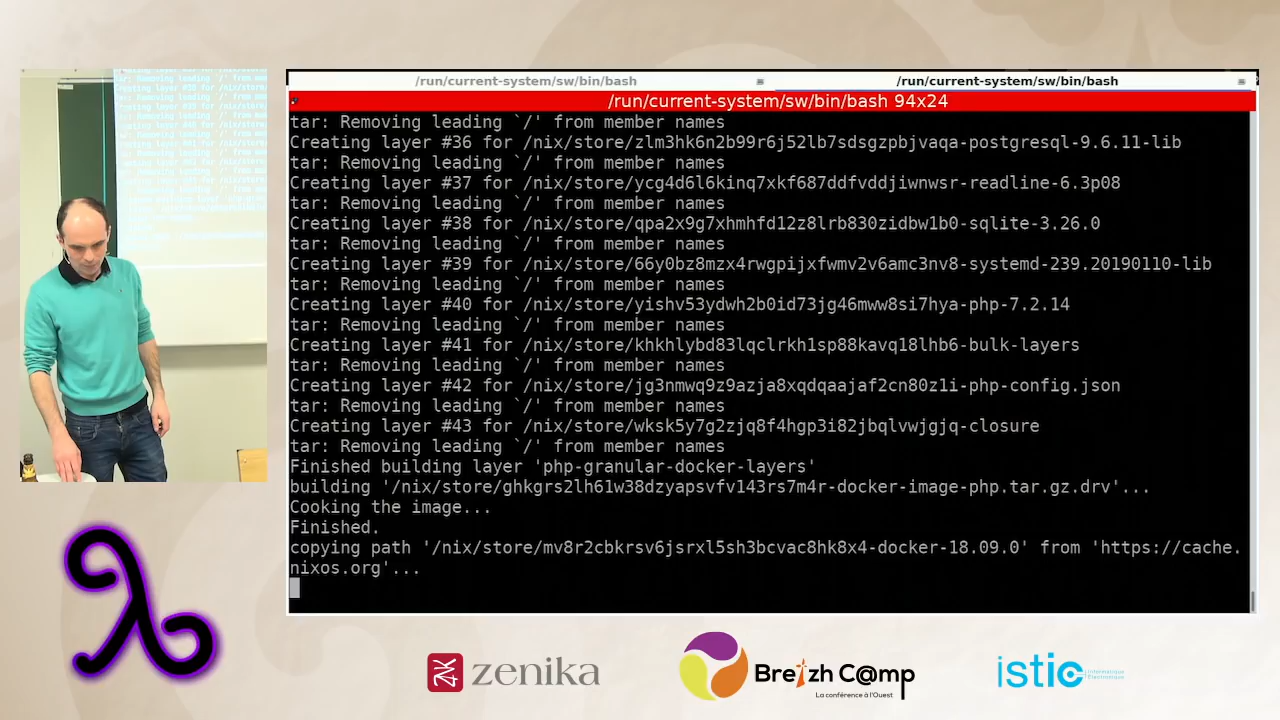 /run/current-system/sw/bin/bash
/run/current-system/sw/bin/bash
/run/current-system/sw/bin/bash 94x24
tar: Removing leading `/' from member names
Creating layer #36 for /nix/store/zlm3hk6n2b99r6j52lb7sdsgzpbjvaqa-postgresql-9.6.11-lib
tar: Removing leading `/' from member names
Creating layer #37 for /nix/store/ycg4d6l6kinq7xkf687ddfvddjiwnwsr-readline-6.3p08
tar: Removing leading `/' from member names
Creating layer #38 for /nix/store/qpa2x9g7xhmhfd12z8lrb830zidbw1b0-sqlite-3.26.0
tar: Removing leading `/' from member names
Creating layer #39 for /nix/store/66y0bz8mzx4rwgpijxfwmv2v6amc3nv8-systemd-239.20190110-lib
tar: Removing leading `/' from member names
Creating layer #40 for /nix/store/yishv53ydwh2b0id73jg46mww8si7hya-php-7.2.14
tar: Removing leading `/' from member names
Creating layer #41 for /nix/store/khkhlybd83lqclrkh1sp88kavq18lhb6-bulk-layers
tar: Removing leading `/' from member names
Creating layer #42 for /nix/store/jg3nmwq9z9azja8xqdqaajaf2cn80z1i-php-config.json
tar: Removing leading `/' from member names
Creating layer #43 for /nix/store/wksk5y7g2zjq8f4hgp3i82jbqlvwjgjq-closure
tar: Removing leading `/' from member names
Finished building layer 'php-granular-docker-layers'
building '/nix/store/ghkgrs2lh61w38dzyapsvfv143rs7m4r-docker-image-php.tar.gz.drv'...
Cooking the image...
Finished.
copying path '/nix/store/mv8r2cbkrsv6jsrxl5sh3bcvac8hk8x4-docker-18.09.0' from 'https://cache.
nixos.org'...
zenika
Breizh C@mp
La conférence à l'Ouest
istic
Informatique
Électronique